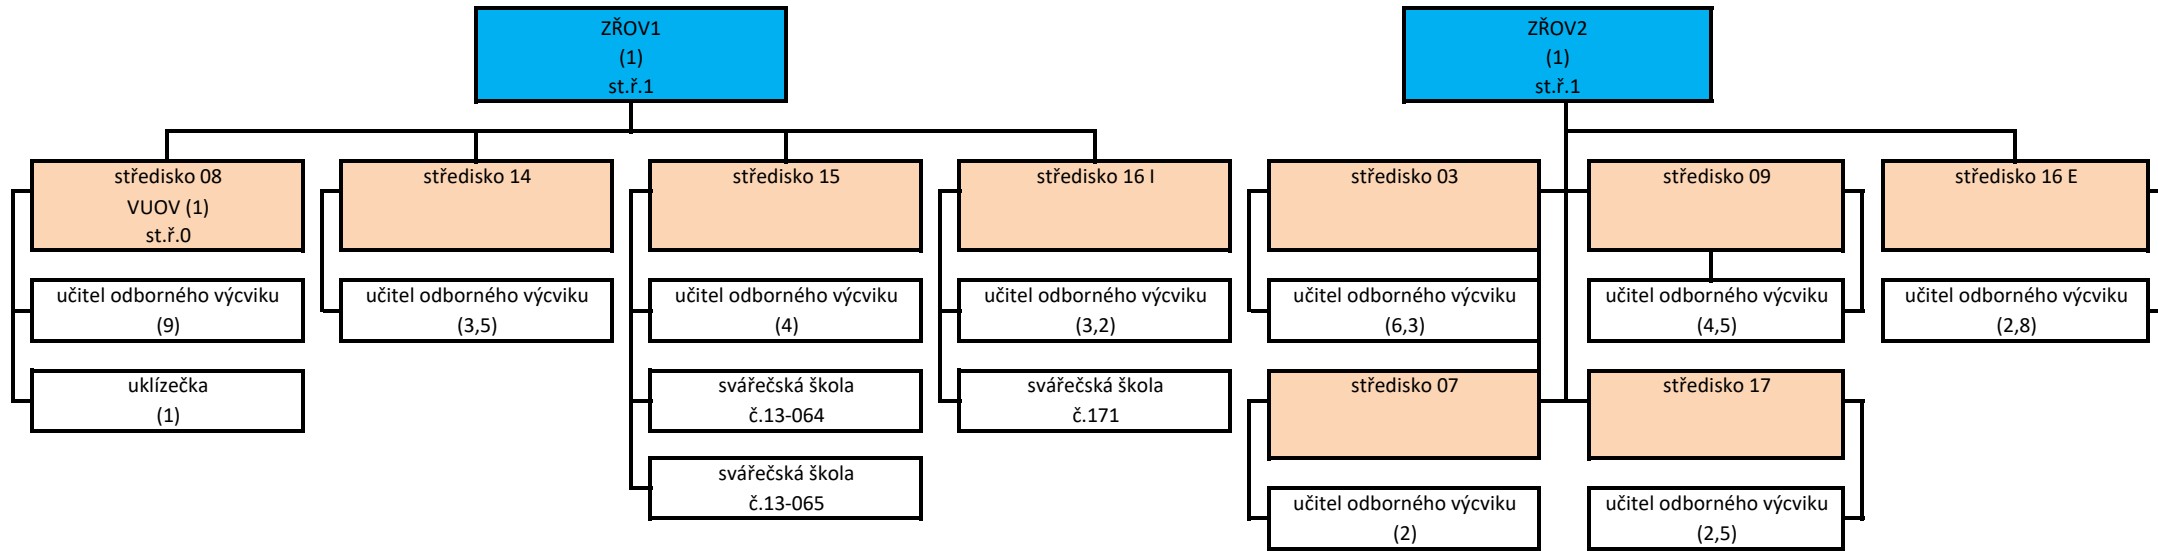 ZŘOV1
(1)
st.ř.1
ZŘOV2
(1)
st.ř.1
středisko 08
VUOV (1)
st.ř.0
středisko 14
středisko 15
středisko 16 I
středisko 03
středisko 09
středisko 16 E
učitel odborného výcviku
(9)
učitel odborného výcviku
(3,5)
učitel odborného výcviku
(4)
učitel odborného výcviku
(3,2)
učitel odborného výcviku
(6,3)
učitel odborného výcviku
(4,5)
učitel odborného výcviku
(2,8)
uklízečka
(1)
svářečská škola
č.13-064
svářečská škola
č.171
středisko 07
středisko 17
svářečská škola
č.13-065
učitel odborného výcviku
(2)
učitel odborného výcviku
(2,5)